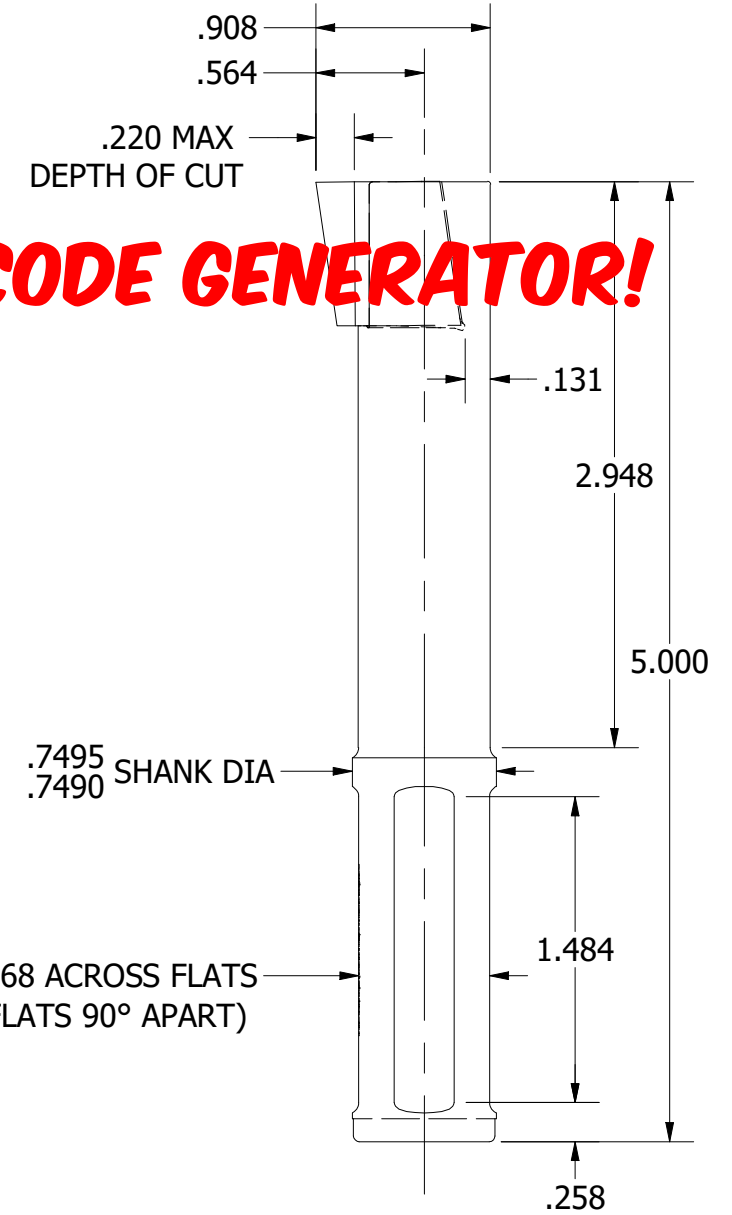 .908
.564
.220 MAX
DEPTH OF CUT
CODE GENERATOR!
.131
2.948
5.000
.7495
.7490 SHANK DIA
1.484
68 ACROSS FLATS
FLATS 90° APART)
.258